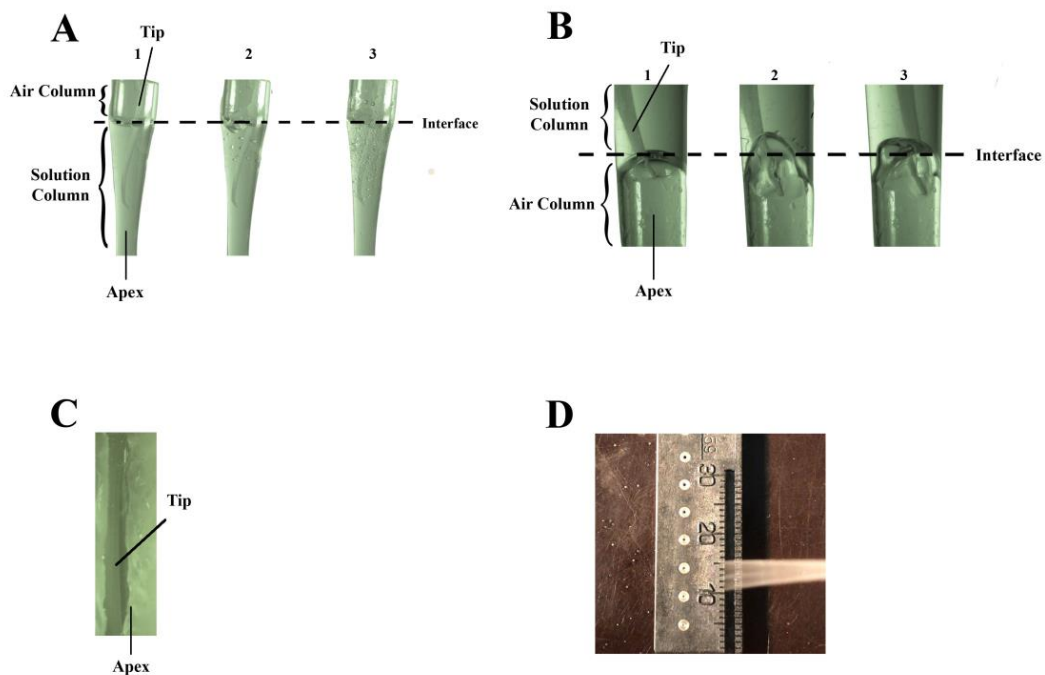 A
Tip
1
2
3
Air Column
Interface
Solution
Column
Apex
B
1
2
3
Solution
Column
Tip
Interface
Air Column
Apex
C
Tip
Apex
D
59
30
20
10